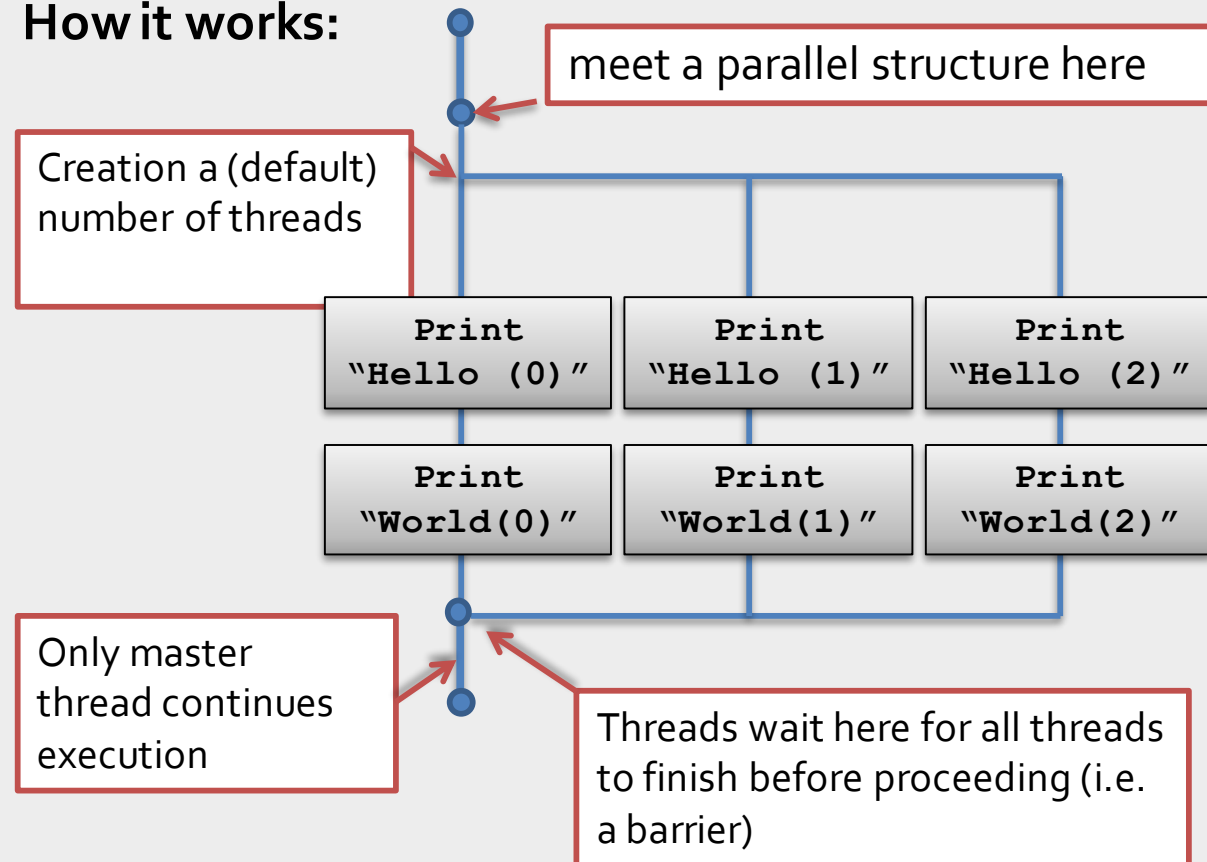 How it works:
meet a parallel structure here
Creation a (default)
number of threads
Print
“Hello (0)”
Print
“Hello (1)”
Print
“Hello (2)”
Print
“World(0)”
Print
“World(1)”
Print
“World(2)”
Only master
thread continues
execution
Threads wait here for all threads
to finish before proceeding (i.e.
a barrier)